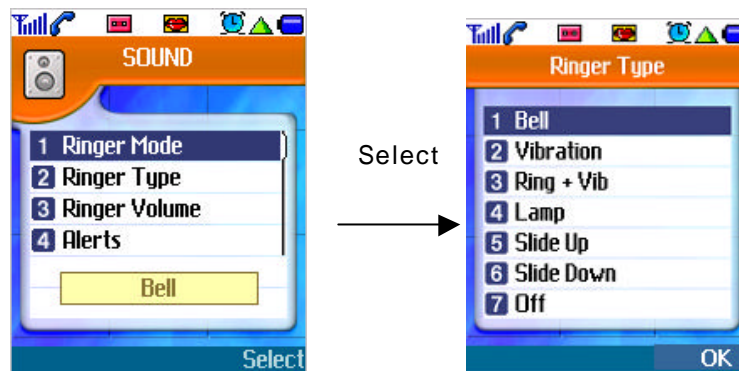 SOUND
1 Ringer Mode
2 Ringer Type
3 Ringer Volume
4 Alerts
Bell
Select
Select
Ringer Type
1 Bell
2 Vibration
3 Ring + Vib
4 Lamp
5 Slide Up
6 Slide Down
7 Off
OK